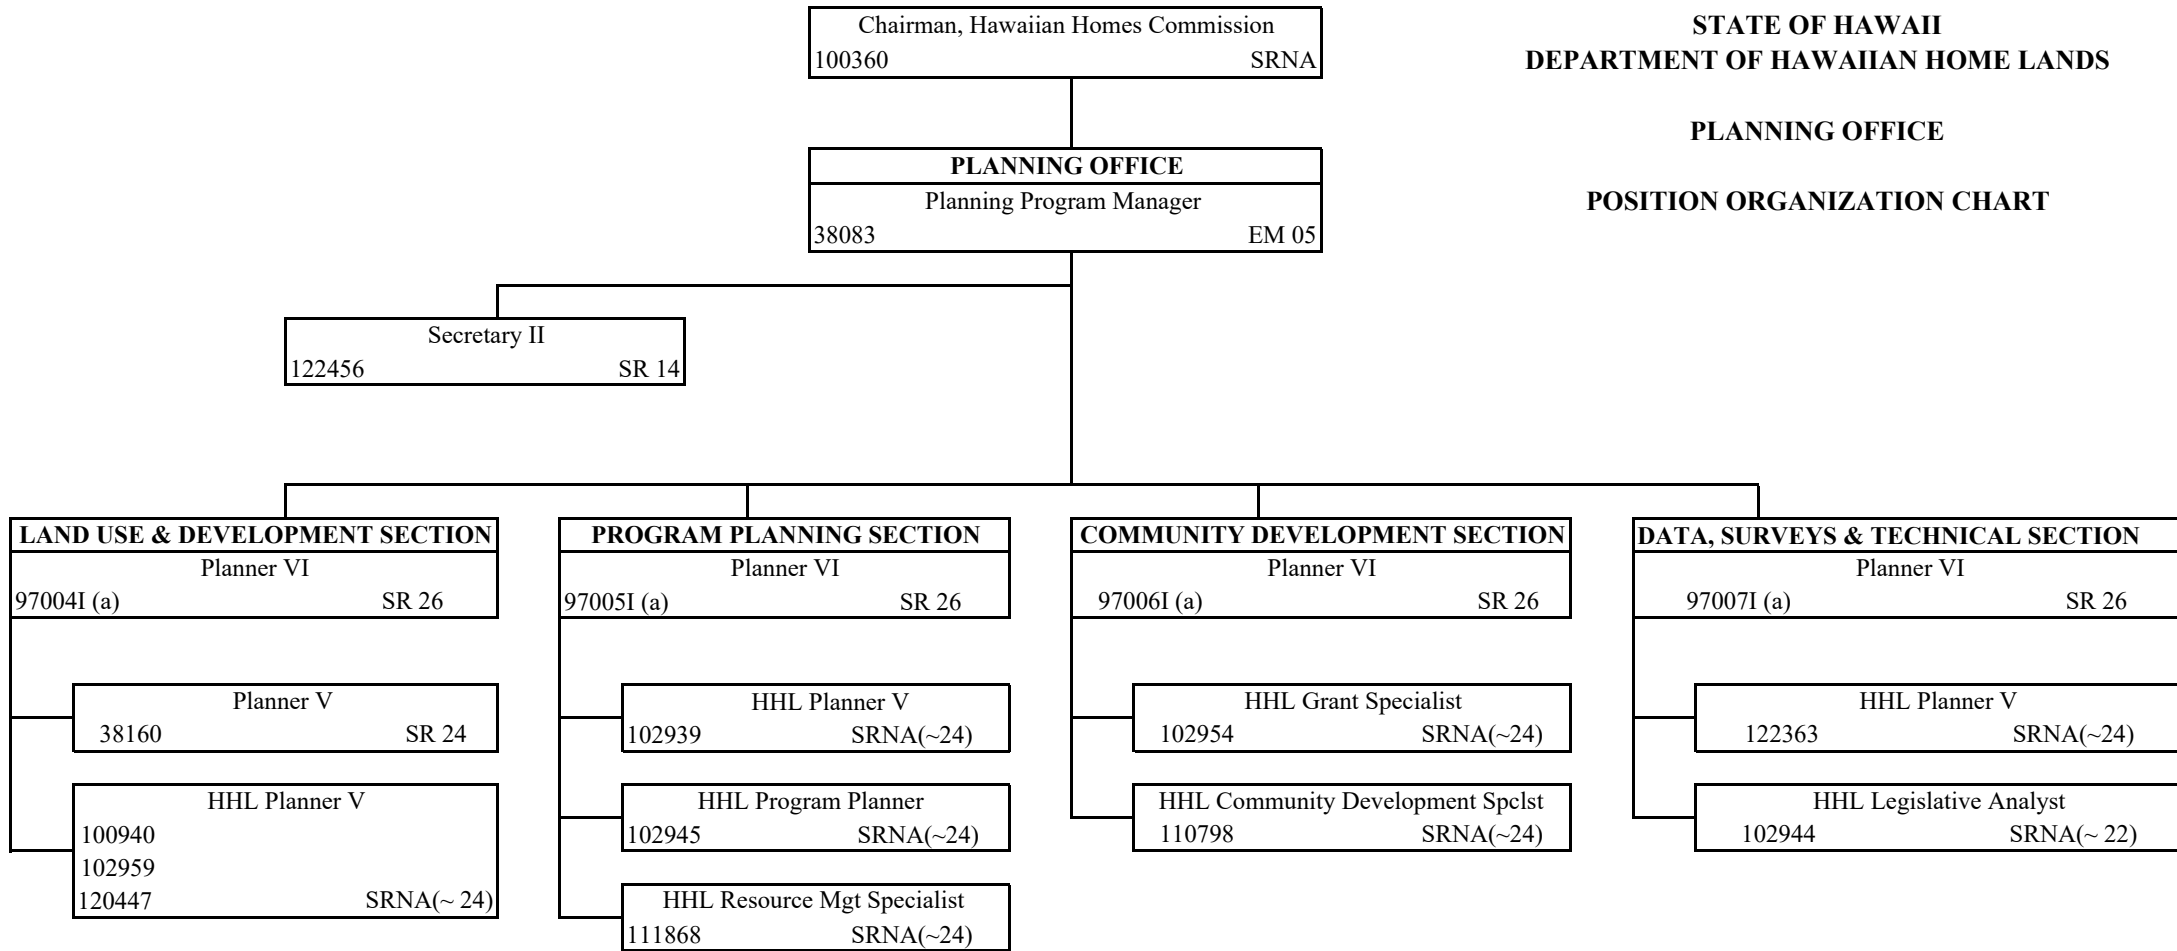 Chairman, Hawaiian Homes Commission
100360 SRNA
STATE OF HAWAII
DEPARTMENT OF HAWAIIAN HOME LANDS
PLANNING OFFICE
POSITION ORGANIZATION CHART
PLANNING OFFICE
Planning Program Manager
38083 EM 05
Secretary II
122456 SR 14
LAND USE & DEVELOPMENT SECTION
Planner VI
97004I (a) SR 26
Planner V
38160 SR 24
HHL Planner V
100940
102959
120447 SRNA(~ 24)
PROGRAM PLANNING SECTION
Planner VI
97005I (a) SR 26
HHL Planner V
102939 SRNA(~24)
HHL Program Planner
102945 SRNA(~24)
HHL Resource Mgt Specialist
111868 SRNA(~24)
COMMUNITY DEVELOPMENT SECTION
Planner VI
97006I (a) SR 26
HHL Grant Specialist
102954 SRNA(~24)
HHL Community Development Spclst
110798 SRNA(~24)
DATA, SURVEYS & TECHNICAL SECTION
Planner VI
97007I (a) SR 26
HHL Planner V
122363 SRNA(~24)
HHL Legislative Analyst
102944 SRNA(~ 22)